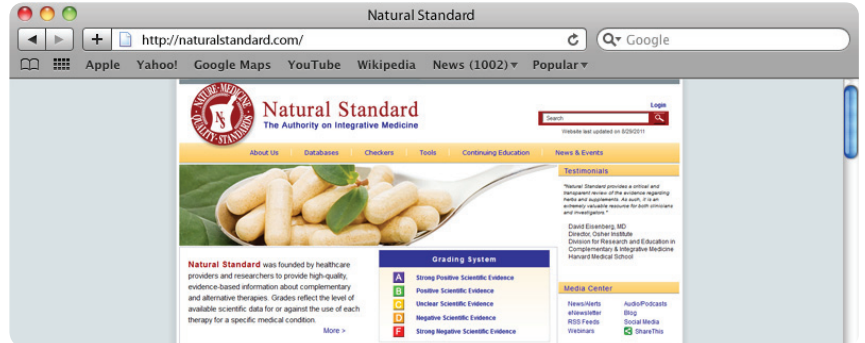 Natural Standard
http://naturalstandard.com/
Google
Apple Yahoo! Google Maps YouTube Wikipedia News (1002) Popular
NATURE·MEDICINE
QUALITY·STANDARDS
NS
Natural Standard
The Authority on Integrative Medicine
Login
Search
Website last updated on 8/29/2011
About Us Databases Checkers Tools Continuing Education News & Events
Testimonials
"Natural Standard provides a critical and
transparent review of the evidence regarding
herbs and supplements. As such, it is an
extremely valuable resource for both clinicians
and investigators."
David Eisenberg, MD
Director, Osher Institute
Division for Research and Education in
Complementary & Integrative Medicine
Harvard Medical School
Natural Standard was founded by healthcare
providers and researchers to provide high-quality,
evidence-based information about complementary
and alternative therapies. Grades reflect the level of
available scientific data for or against the use of each
therapy for a specific medical condition.
More >
Grading System
A Strong Positive Scientific Evidence
B Positive Scientific Evidence
C Unclear Scientific Evidence
D Negative Scientific Evidence
F Strong Negative Scientific Evidence
Media Center
News/Alerts Audio/Podcasts
eNewsletter Blog
RSS Feeds Social Media
Webinars ShareThis